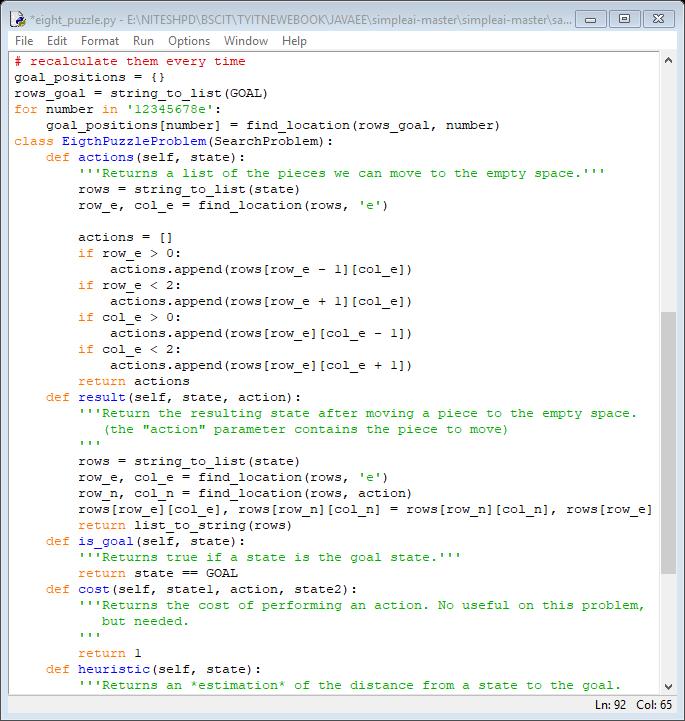 *eight_puzzle.py - E:\NITESHPD\BSCIT\TYITNEWEBOOK\JAVAEE\simpleai-master\simpleai-master\sa...
File Edit Format Run Options Window Help
# recalculate them every time
goal_positions = {}
rows_goal = string_to_list(GOAL)
for number in '12345678e':
    goal_positions[number] = find_location(rows_goal, number)
class EigthPuzzleProblem(SearchProblem):
    def actions(self, state):
        '''Returns a list of the pieces we can move to the empty space.'''
        rows = string_to_list(state)
        row_e, col_e = find_location(rows, 'e')

        actions = []
        if row_e > 0:
            actions.append(rows[row_e - 1][col_e])
        if row_e < 2:
            actions.append(rows[row_e + 1][col_e])
        if col_e > 0:
            actions.append(rows[row_e][col_e - 1])
        if col_e < 2:
            actions.append(rows[row_e][col_e + 1])
        return actions
    def result(self, state, action):
        '''Return the resulting state after moving a piece to the empty space.
           (the "action" parameter contains the piece to move)
        '''
        rows = string_to_list(state)
        row_e, col_e = find_location(rows, 'e')
        row_n, col_n = find_location(rows, action)
        rows[row_e][col_e], rows[row_n][col_n] = rows[row_n][col_n], rows[row_e]
        return list_to_string(rows)
    def is_goal(self, state):
        '''Returns true if a state is the goal state.'''
        return state == GOAL
    def cost(self, state1, action, state2):
        '''Returns the cost of performing an action. No useful on this problem,
           but needed.
        '''
        return 1
    def heuristic(self, state):
        '''Returns an *estimation* of the distance from a state to the goal.
Ln: 92 Col: 65